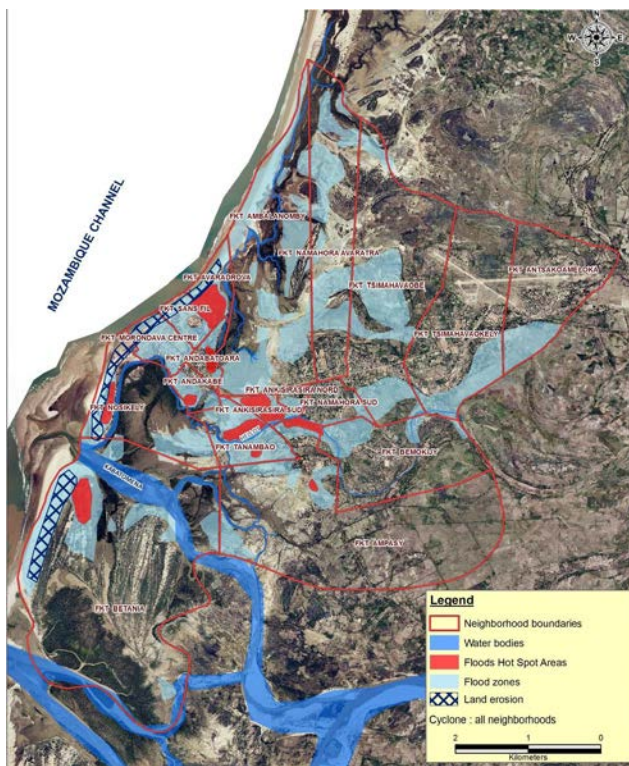 N
W
E
S
MOZAMBIQUE CHANNEL
FKT AMBALANOMBY
FKT NAMAHORA AVARATRA
FKT AVARADROVA
FKT ANTSAKOAMELOKA
FKT TSIMAHAVAOBE
FKT SANS FIL
FKT TSIMAHAVAOKELY
FKT MORONDAVA CENTRE
FKT ANDABATOARA
FKT ANDAKABE
FKT ANKISIRASIRA NORD
FKT NOSIKELY
FKT NAMAHORA SUD
FKT ANKISIRASIRA SUD
FKT TANAMBAO
FKT BEMOKIJY
KABATOMENA
FKT AMPASY
FKT BETANIA
Legend
Neighborhood boundaries
Water bodies
Floods Hot Spot Areas
Flood zones
Land erosion
Cyclone : all neighborhoods
2 1 0 2
Kilometers